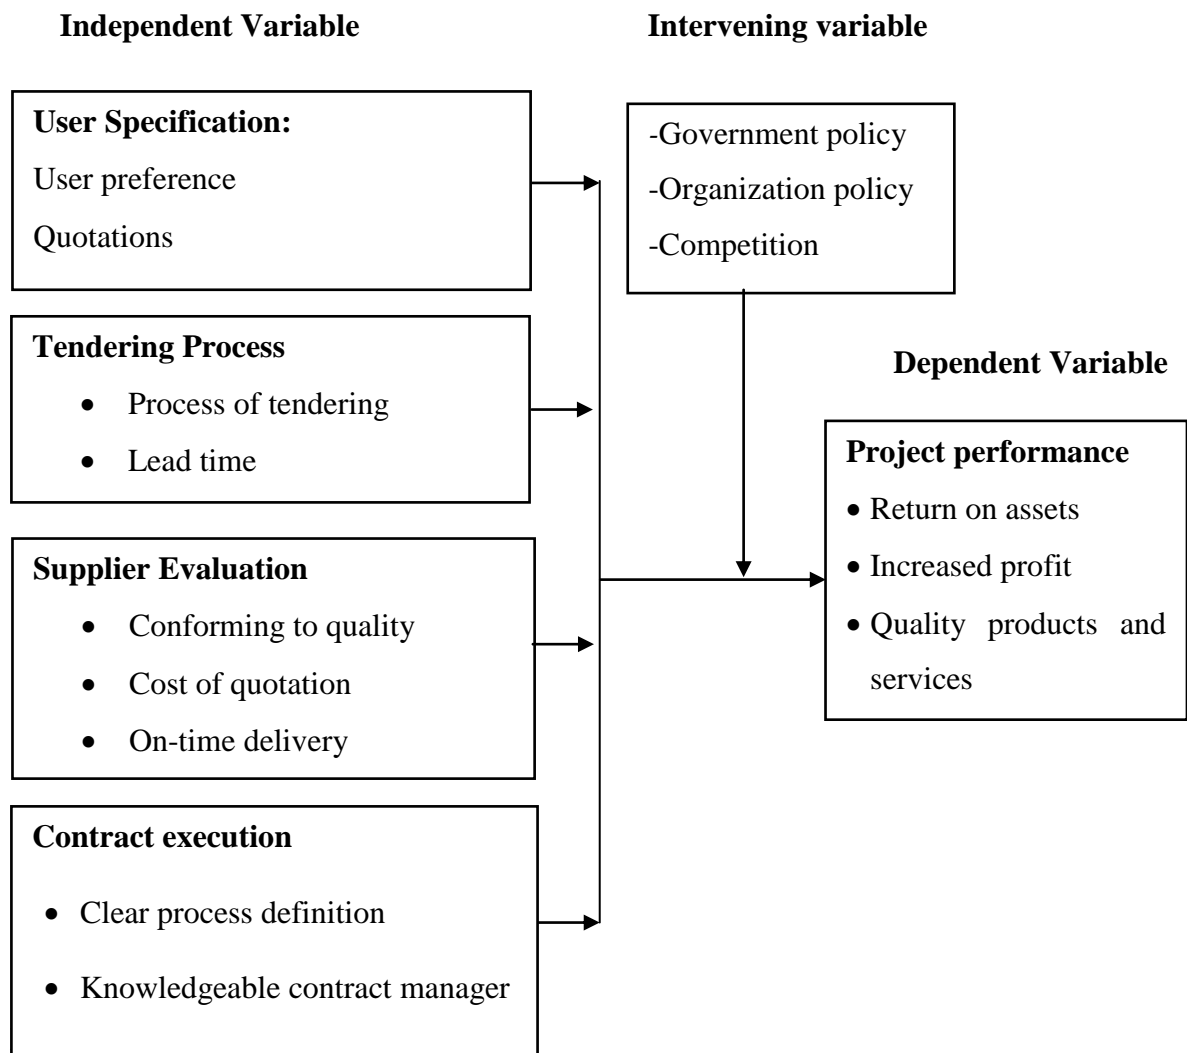 Independent Variable
Intervening variable
User Specification:
User preference
Quotations
-Government policy
-Organization policy
-Competition
Tendering Process
• Process of tendering
• Lead time
Dependent Variable
Project performance
• Return on assets
• Increased profit
• Quality products and
services
Supplier Evaluation
• Conforming to quality
• Cost of quotation
• On-time delivery
Contract execution
• Clear process definition
• Knowledgeable contract manager